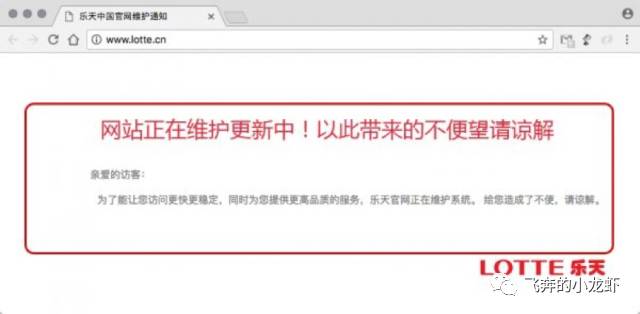 乐天中国官网维护通知
www.lotte.cn
网站正在维护更新中！以此带来的不便望请谅解
亲爱的访客：
为了能让您访问更快更稳定，同时为您提供更高品质的服务，乐天官网正在维护系统。 给您造成了不便，请谅解。
LOTTE 乐天
飞奔的小龙虾